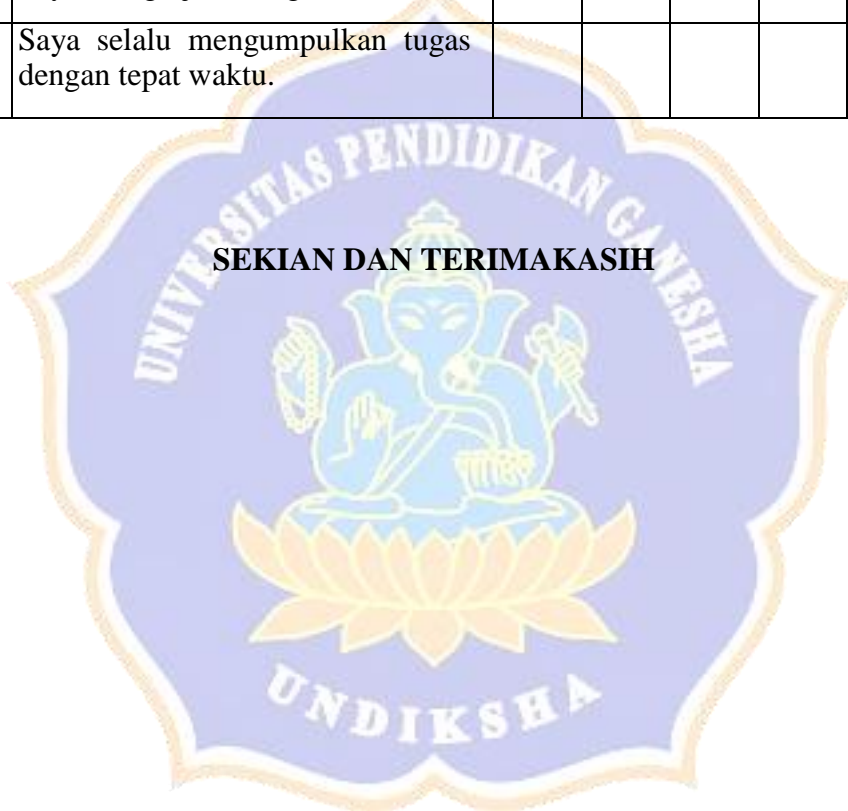 Saya selalu mengumpulkan tugas
dengan tepat waktu.
UNIVERSITAS PENDIDIKAN GANESHA
SEKIAN DAN TERIMAKASIH
UNDIKSHA